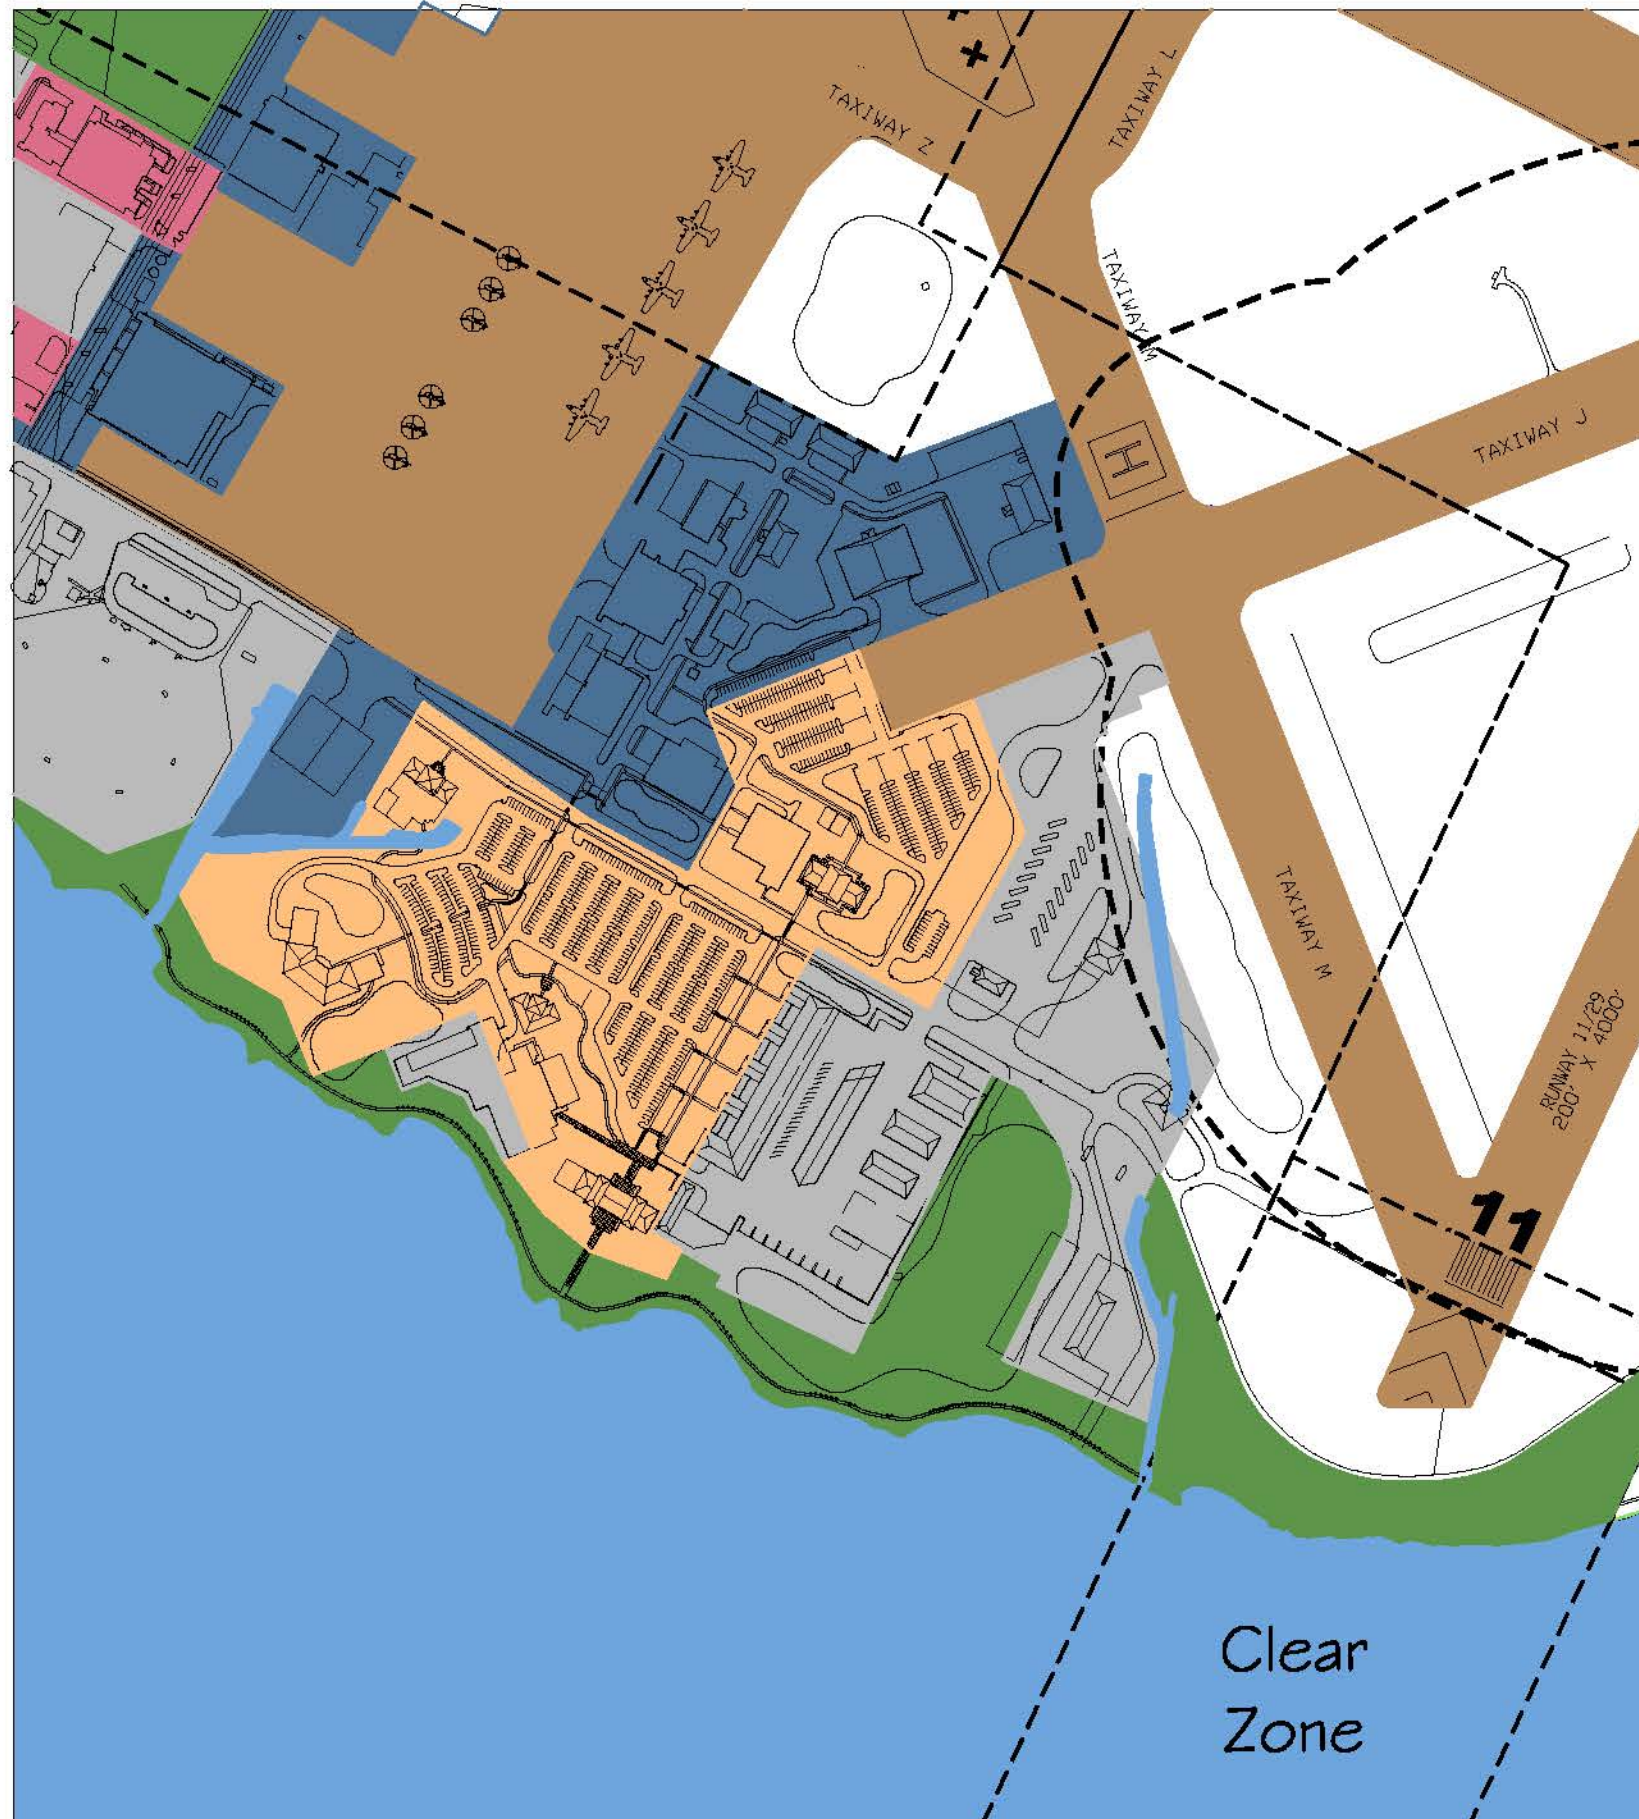 TAXIWAY Z
TAXIWAY L
TAXIWAY M
H
TAXIWAY J
TAXIWAY M
RUNWAY 11/29
200' X 4000'
11
Clear
Zone